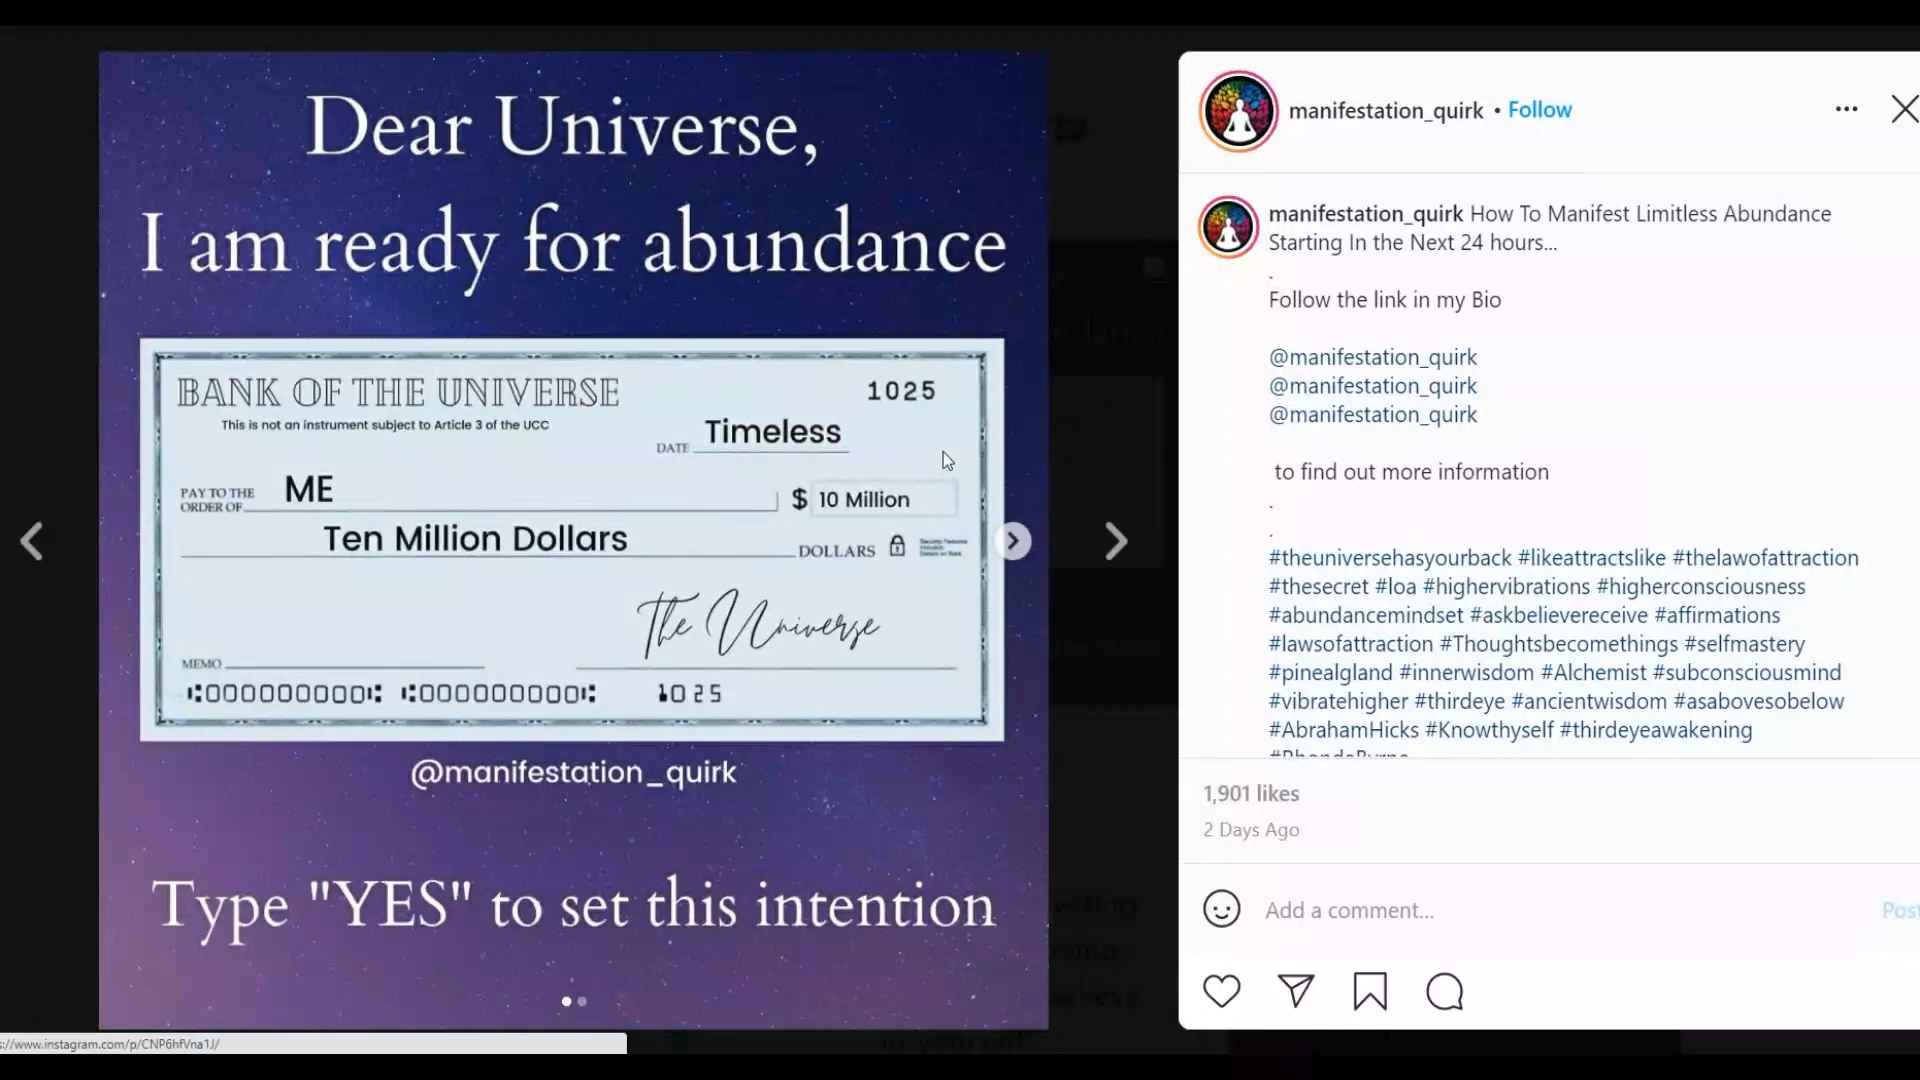 Dear Universe,
I am ready for abundance
BANK OF THE UNIVERSE
This is not an instrument subject to Article 3 of the UCC
1025
DATE Timeless
PAY TO THE
ORDER OF ME
$ 10 Million
Ten Million Dollars DOLLARS
The Universe
MEMO
⑆000000000⑆ ⑆000000000⑆ 1025
@manifestation_quirk
Type "YES" to set this intention
s://www.instagram.com/p/CNP6hfVna1J/
manifestation_quirk • Follow
manifestation_quirk How To Manifest Limitless Abundance
Starting In the Next 24 hours...
.
Follow the link in my Bio
@manifestation_quirk
@manifestation_quirk
@manifestation_quirk
to find out more information
.
.
#theuniversehasyourback #likeattractslike #thelawofattraction
#thesecret #loa #highervibrations #higherconsciousness
#abundancemindset #askbelievereceive #affirmations
#lawsofattraction #Thoughtsbecomethings #selfmastery
#pinealgland #innerwisdom #Alchemist #subconsciousmind
#vibratehigher #thirdeye #ancientwisdom #asabovesobelow
#AbrahamHicks #Knowthyself #thirdeyeawakening
1,901 likes
2 Days Ago
Add a comment...
Post